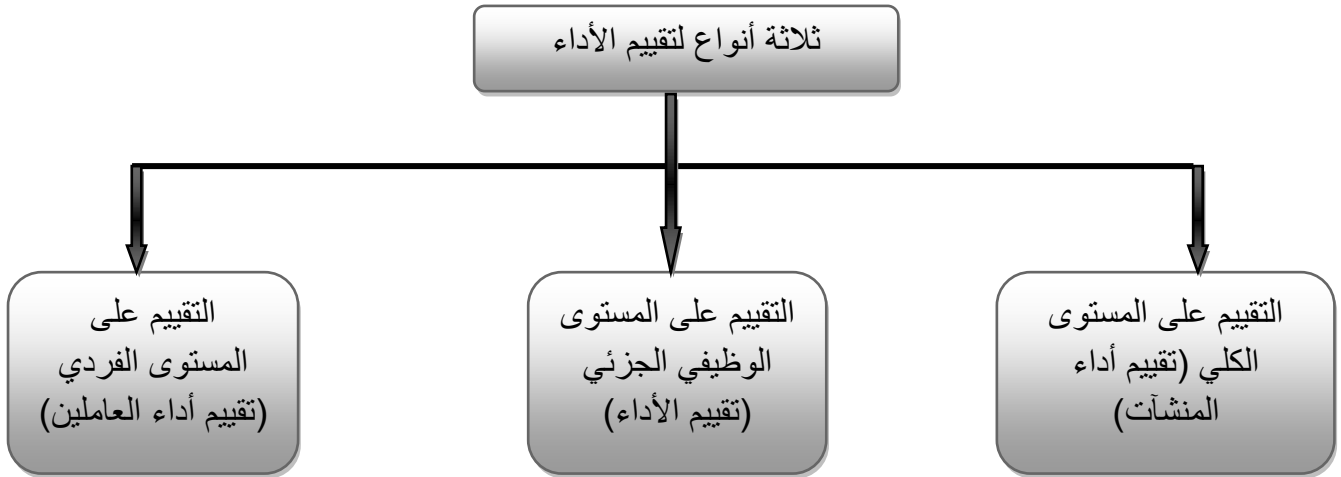 ثلاثة أنواع لتقييم الأداء
التقييم على المستوى
الكلي (تقييم أداء
المنشآت)
التقييم على المستوى
الوظيفي الجزئي
(تقييم الأداء)
التقييم على
المستوى الفردي
(تقييم أداء العاملين)